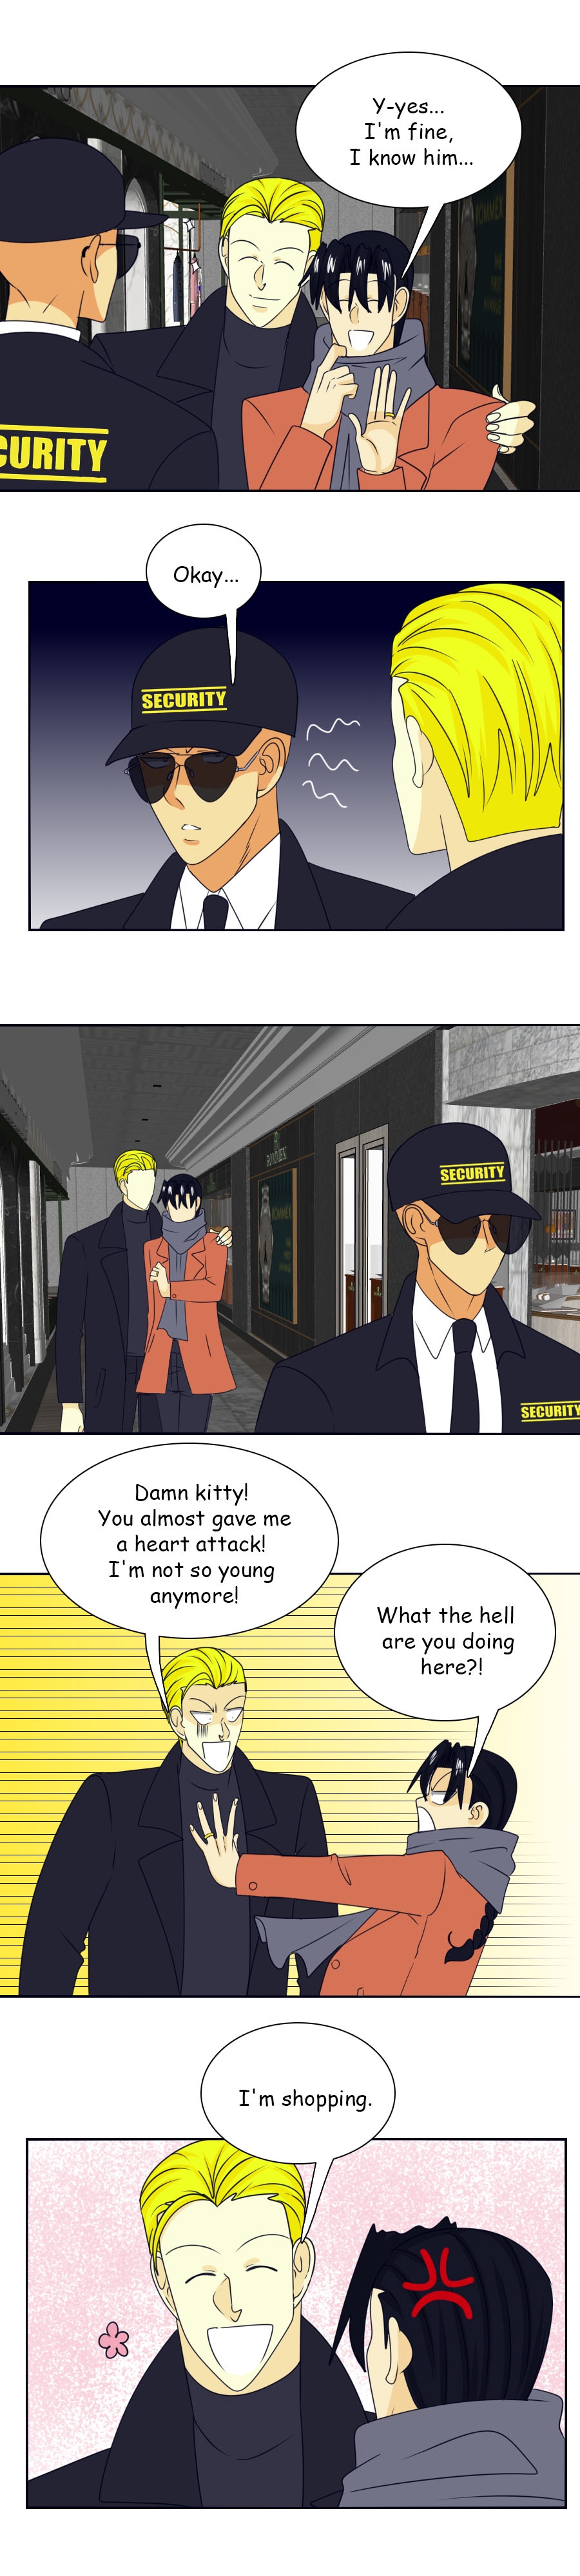 Y-yes...
I'm fine,
I know him...
CURITY
Okay...
SECURITY
SECURITY
SECURITY
Damn kitty!
You almost gave me
a heart attack!
I'm not so young
anymore!
What the hell
are you doing
here?!
I'm shopping.